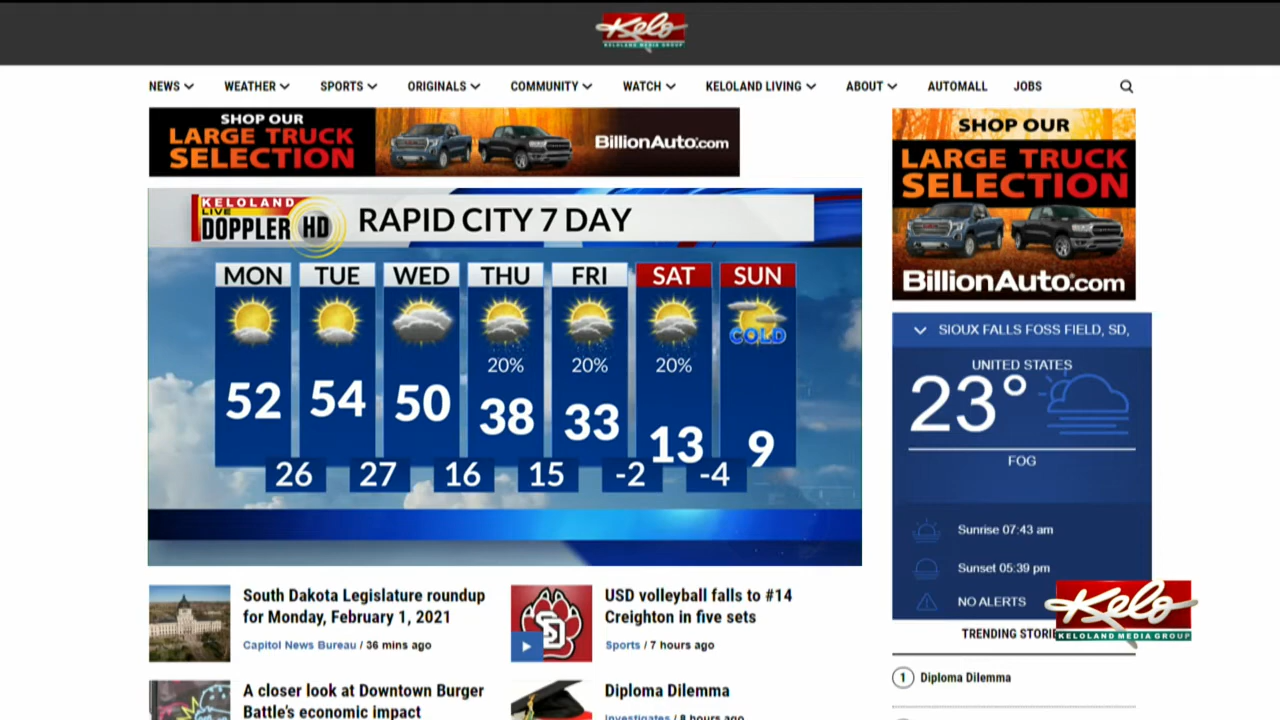 Kelo
KELOLAND MEDIA GROUP
NEWS WEATHER SPORTS ORIGINALS COMMUNITY WATCH KELOLAND LIVING ABOUT AUTOMALL JOBS
SHOP OUR
LARGE TRUCK
SELECTION
BillionAuto.com
SHOP OUR
LARGE TRUCK
SELECTION
BillionAuto.com
KELOLAND
LIVE
DOPPLER HD
RAPID CITY 7 DAY
MON TUE WED THU FRI SAT SUN
COLD
20% 20% 20%
52 54 50 38 33 13 9
26 27 16 15 -2 -4
SIOUX FALLS FOSS FIELD, SD,
UNITED STATES
23°
FOG
Sunrise 07:43 am
Sunset 05:39 pm
NO ALERTS
South Dakota Legislature roundup
for Monday, February 1, 2021
Capitol News Bureau / 36 mins ago
USD volleyball falls to #14
Creighton in five sets
Sports / 7 hours ago
A closer look at Downtown Burger
Battle's economic impact
Diploma Dilemma
Investigates / 8 hours ago
TRENDING STORIE
1 Diploma Dilemma
Kelo
KELOLAND MEDIA GROUP